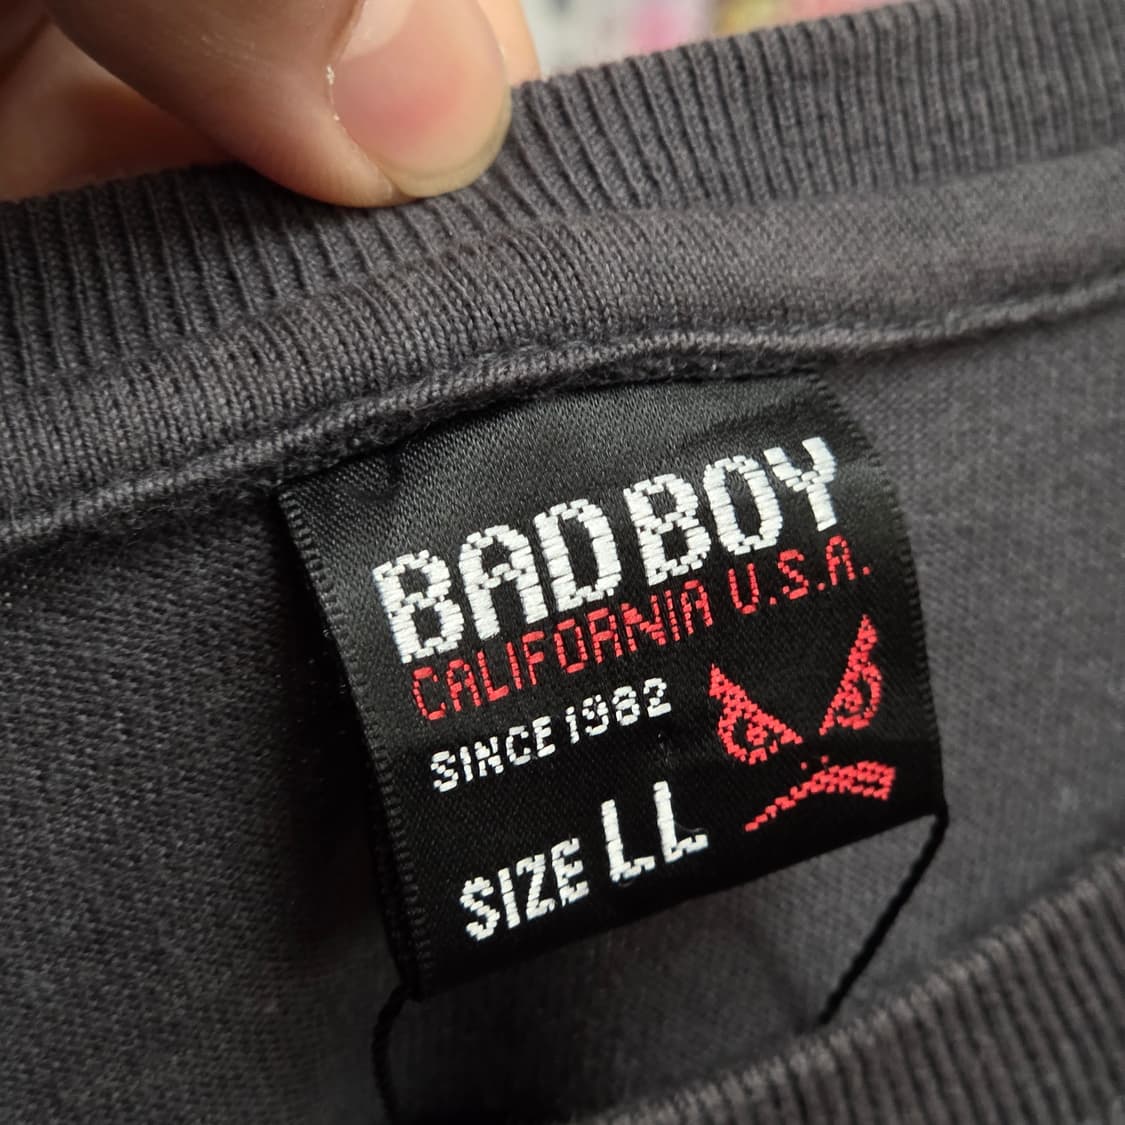 BAD BOY
CALIFORNIA U.S.A.
SINCE 1982
SIZE LL